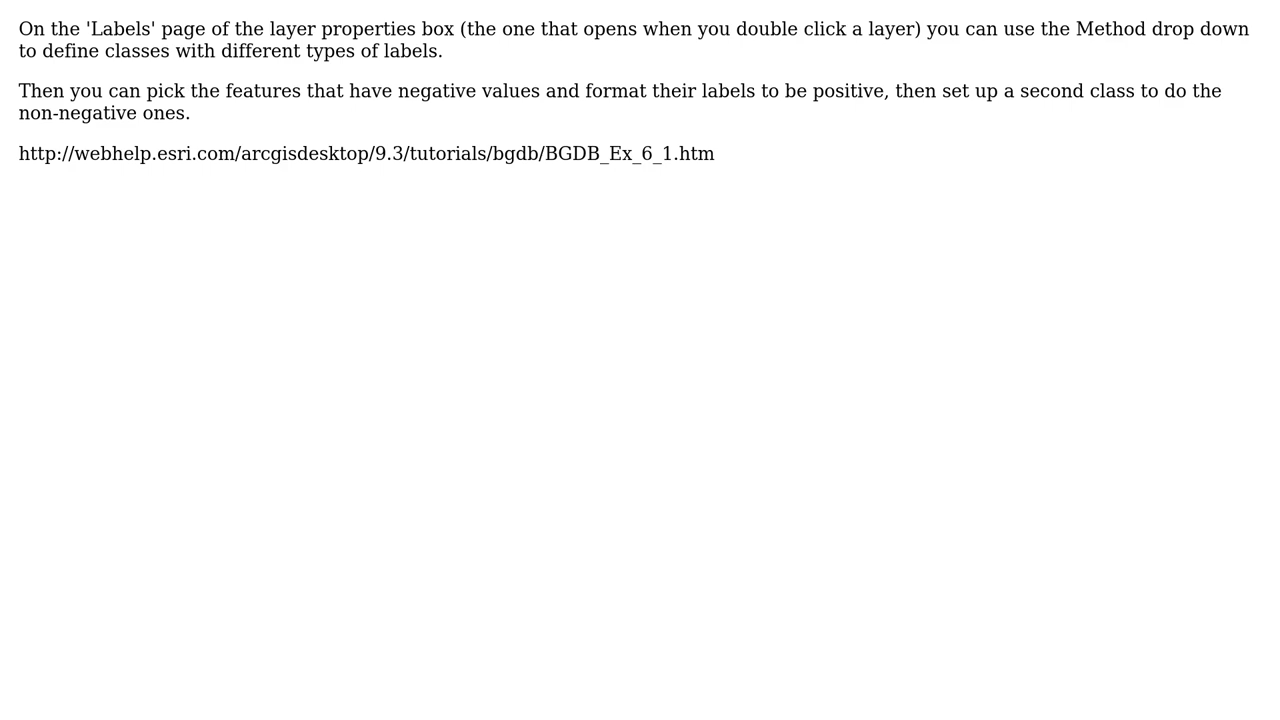 On the 'Labels' page of the layer properties box (the one that opens when you double click a layer) you can use the Method drop down
to define classes with different types of labels.
Then you can pick the features that have negative values and format their labels to be positive, then set up a second class to do the
non-negative ones.
http://webhelp.esri.com/arcgisdesktop/9.3/tutorials/bgdb/BGDB_Ex_6_1.htm